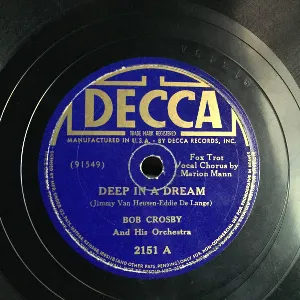 DECCA
TRADE MARK REGISTERED
MANUFACTURED IN U.S.A. BY DECCA RECORDS, INC.
(91549)
Fox Trot
Vocal Chorus by
Marion Mann
DEEP IN A DREAM
(Jimmy Van Heusen-Eddie De Lange)
BOB CROSBY
And His Orchestra
2151 A